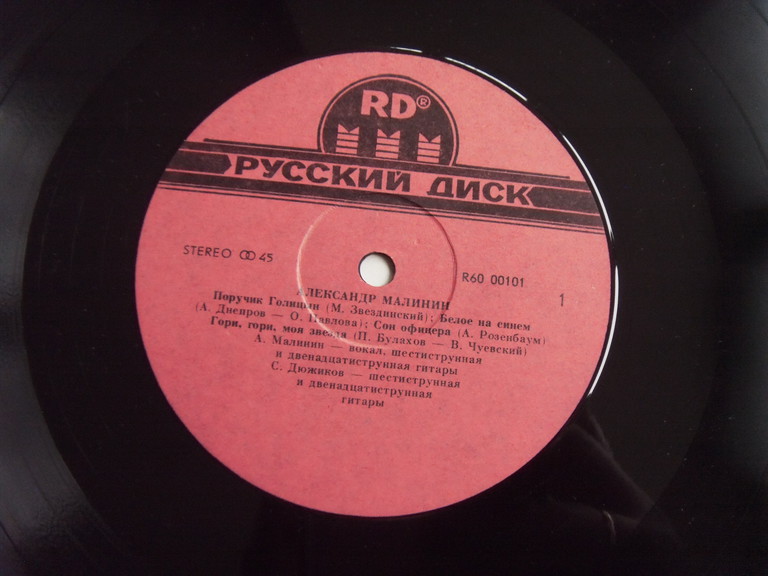 RD®
РУССКИЙ ДИСК
STEREO 45
R60 00101
1
АЛЕКСАНДР МАЛИНИН
Поручик Голицын (М. Звездинский); Белое на синем
(А. Днепров — О. Павлова); Сон офицера (А. Розенбаум)
Гори, гори, моя звезда (П. Булахов — В. Чуевский)
А. Малинин — вокал, шестиструнная
и двенадцатиструнная гитары
С. Дюжиков — шестиструнная
и двенадцатиструнная
гитары